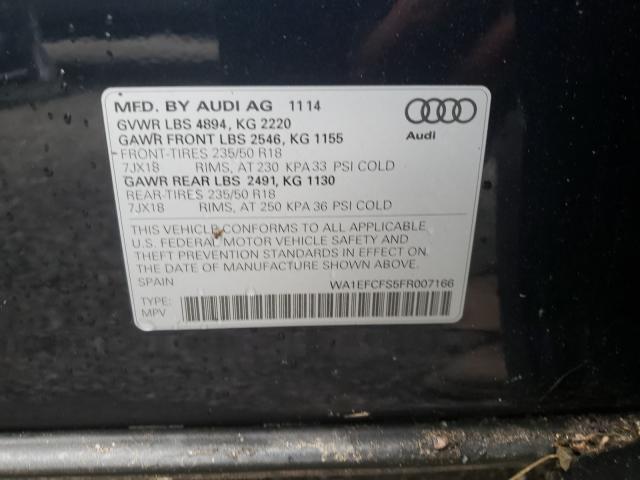 MFD. BY AUDI AG 11 14
GVWR LBS 4894, KG 2220
GAWR FRONT LBS 2546, KG 1155
FRONT-TIRES 235/50 R18
7JX18 RIMS, AT 230 KPA 33 PSI COLD
GAWR REAR LBS 2491, KG 1130
REAR-TIRES 235/50 R18
7JX18 RIMS, AT 250 KPA 36 PSI COLD
Audi
THIS VEHICLE CONFORMS TO ALL APPLICABLE
U.S. FEDERAL MOTOR VEHICLE SAFETY AND
THEFT PREVENTION STANDARDS IN EFFECT ON
THE DATE OF MANUFACTURE SHOWN ABOVE.
SPAIN WA1EFCFS5FR007166
TYPE:
MPV